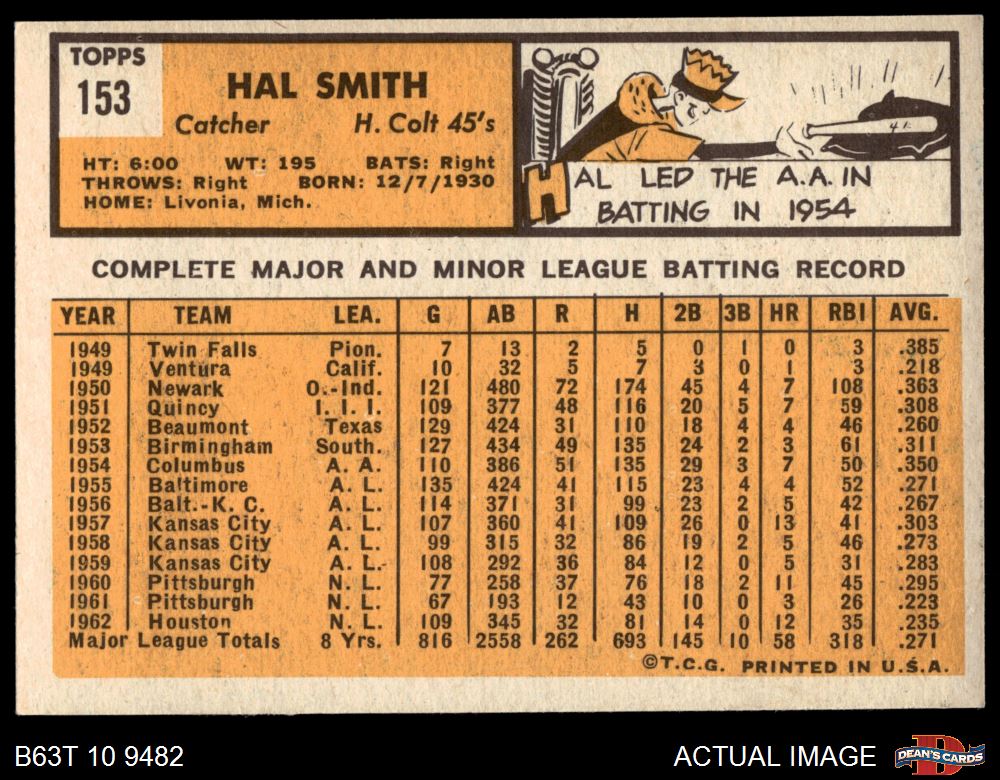 TOPPS
153
HAL SMITH
Catcher H. Colt 45's
HT: 6:00 WT: 195 BATS: Right
THROWS: Right BORN: 12/7/1930
HOME: Livonia, Mich.
HAL LED THE A.A. IN
BATTING IN 1954
COMPLETE MAJOR AND MINOR LEAGUE BATTING RECORD
YEAR TEAM LEA. G AB R H 2B 3B HR RBI AVG.
1949 Twin Falls Pion. 7 13 2 5 0 1 0 3 .385
1949 Ventura Calif. 10 32 5 7 3 0 1 3 .218
1950 Newark O.-Ind. 121 480 72 174 45 4 7 108 .363
1951 Quincy I. I. I. 109 377 48 116 20 5 7 59 .308
1952 Beaumont Texas 129 424 31 110 18 4 4 46 .260
1953 Birmingham South. 127 434 49 135 24 2 3 61 .311
1954 Columbus A. A. 110 386 51 135 29 3 7 50 .350
1955 Baltimore A. L. 135 424 41 115 23 4 4 52 .271
1956 Balt.-K. C. A. L. 114 371 31 99 23 2 5 42 .267
1957 Kansas City A. L. 107 360 41 109 26 0 13 41 .303
1958 Kansas City A. L. 99 315 32 86 19 2 5 46 .273
1959 Kansas City A. L. 108 292 36 84 12 0 5 31 .283
1960 Pittsburgh N. L. 77 258 37 76 18 2 11 45 .295
1961 Pittsburgh N. L. 67 193 12 43 10 0 3 26 .223
1962 Houston N. L. 109 345 32 81 14 0 12 35 .235
Major League Totals 8 Yrs. 816 2558 262 693 145 10 58 318 .271
©T.C.G. PRINTED IN U.S.A.
B63T 10 9482 ACTUAL IMAGE DEAN'S CARDS